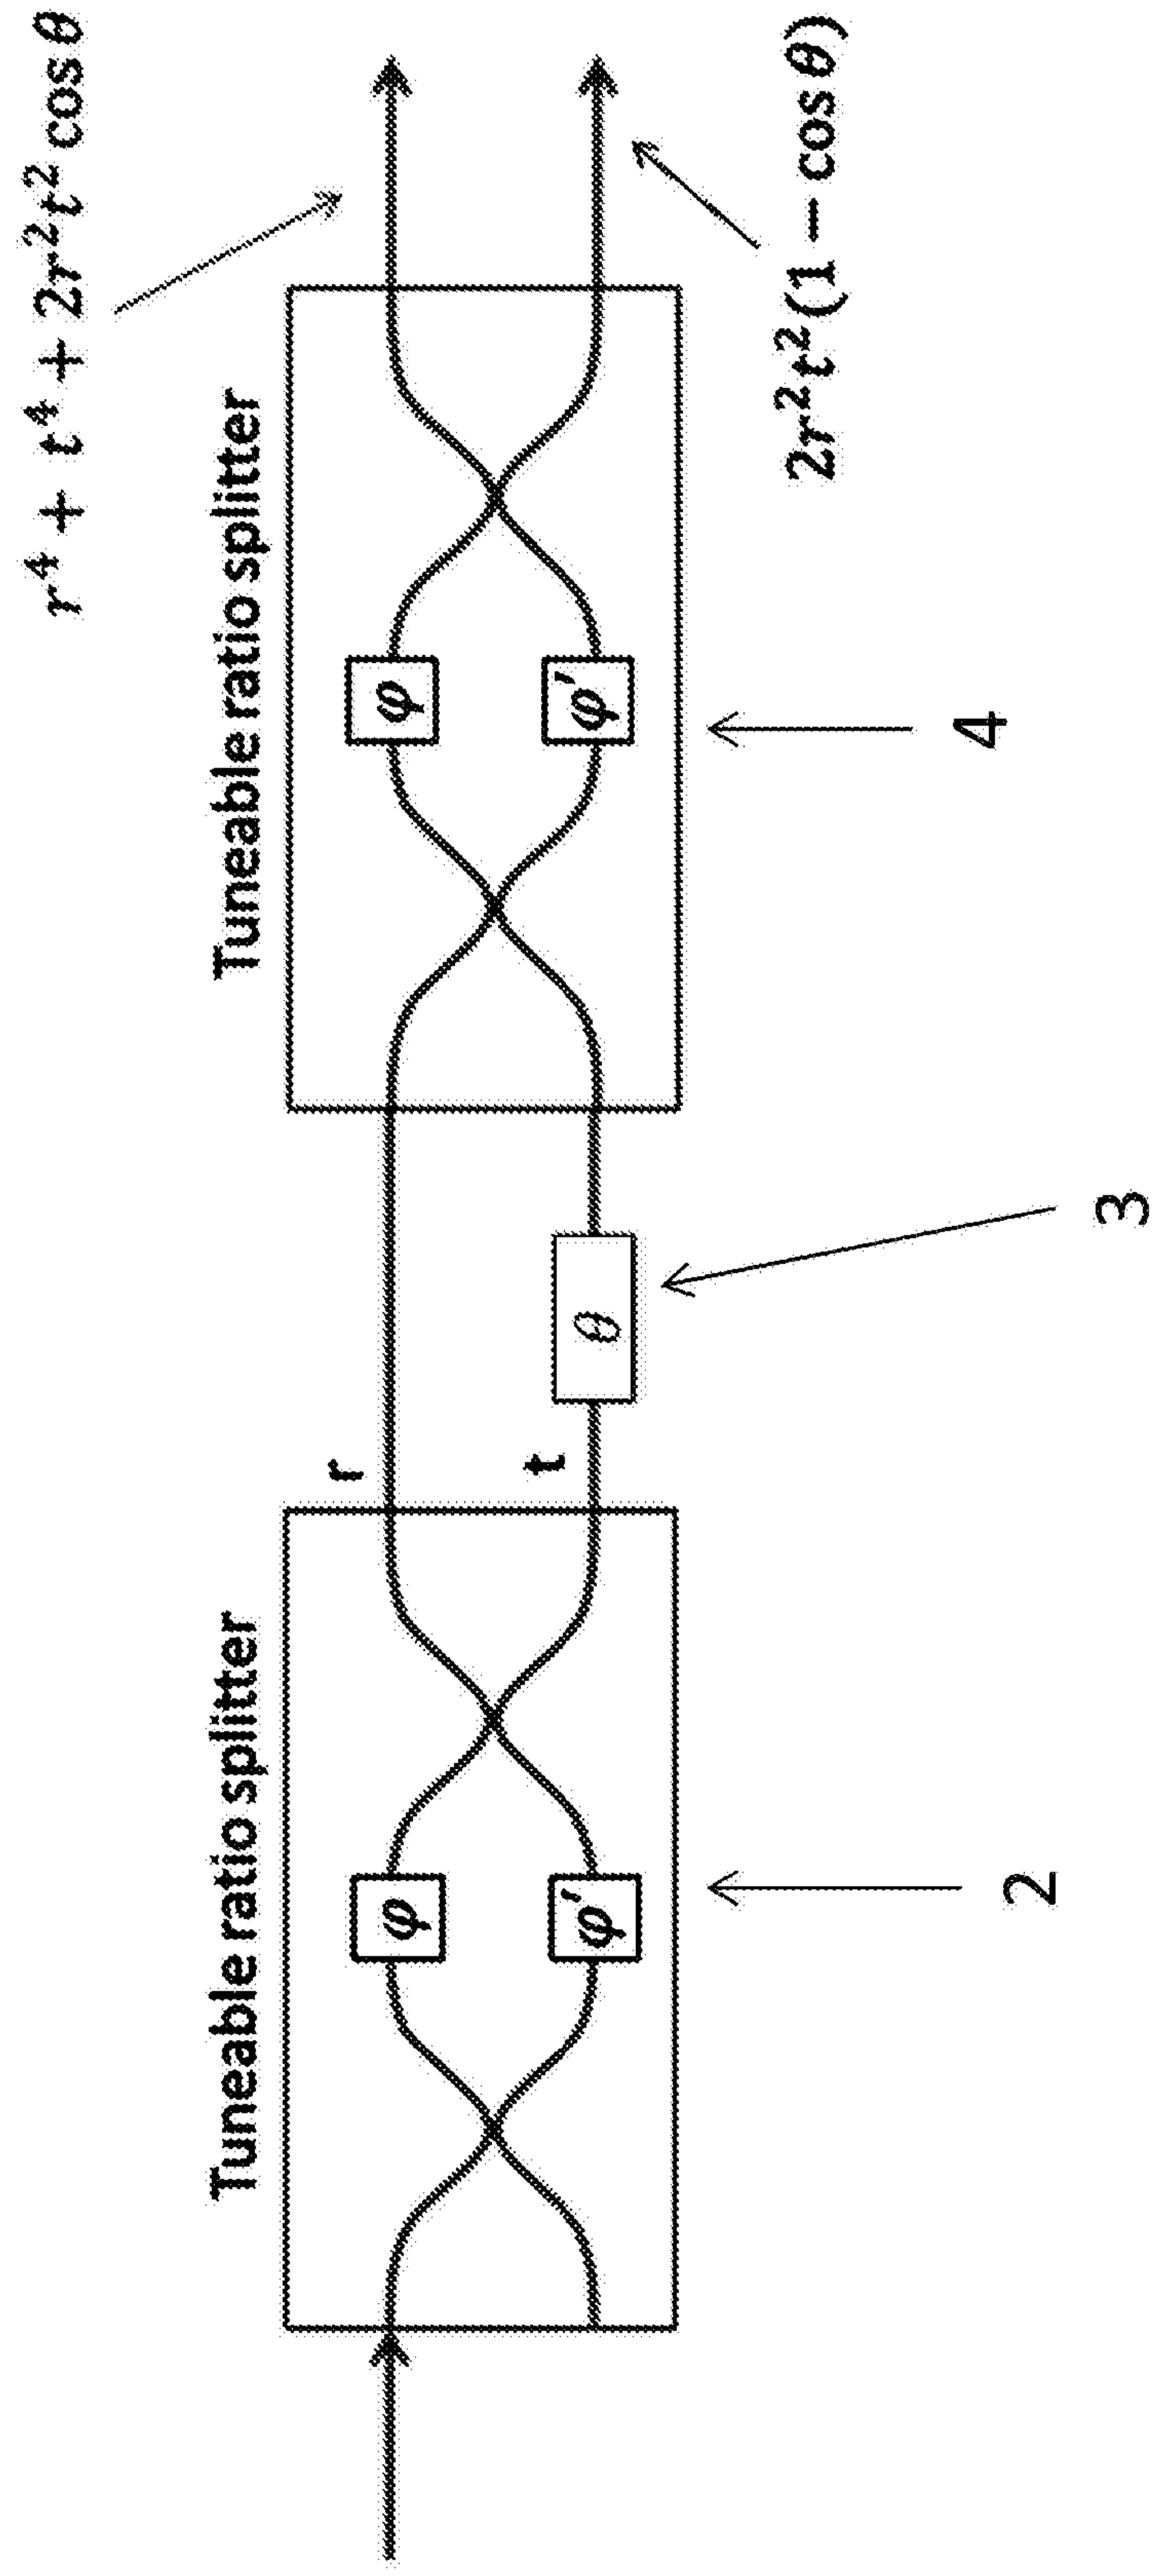 Tuneable ratio splitter
φ
φ'
2
r
t
θ
3
Tuneable ratio splitter
φ
φ'
4
r⁴ + t⁴ + 2r²t² cos θ
2r²t²(1 − cos θ)